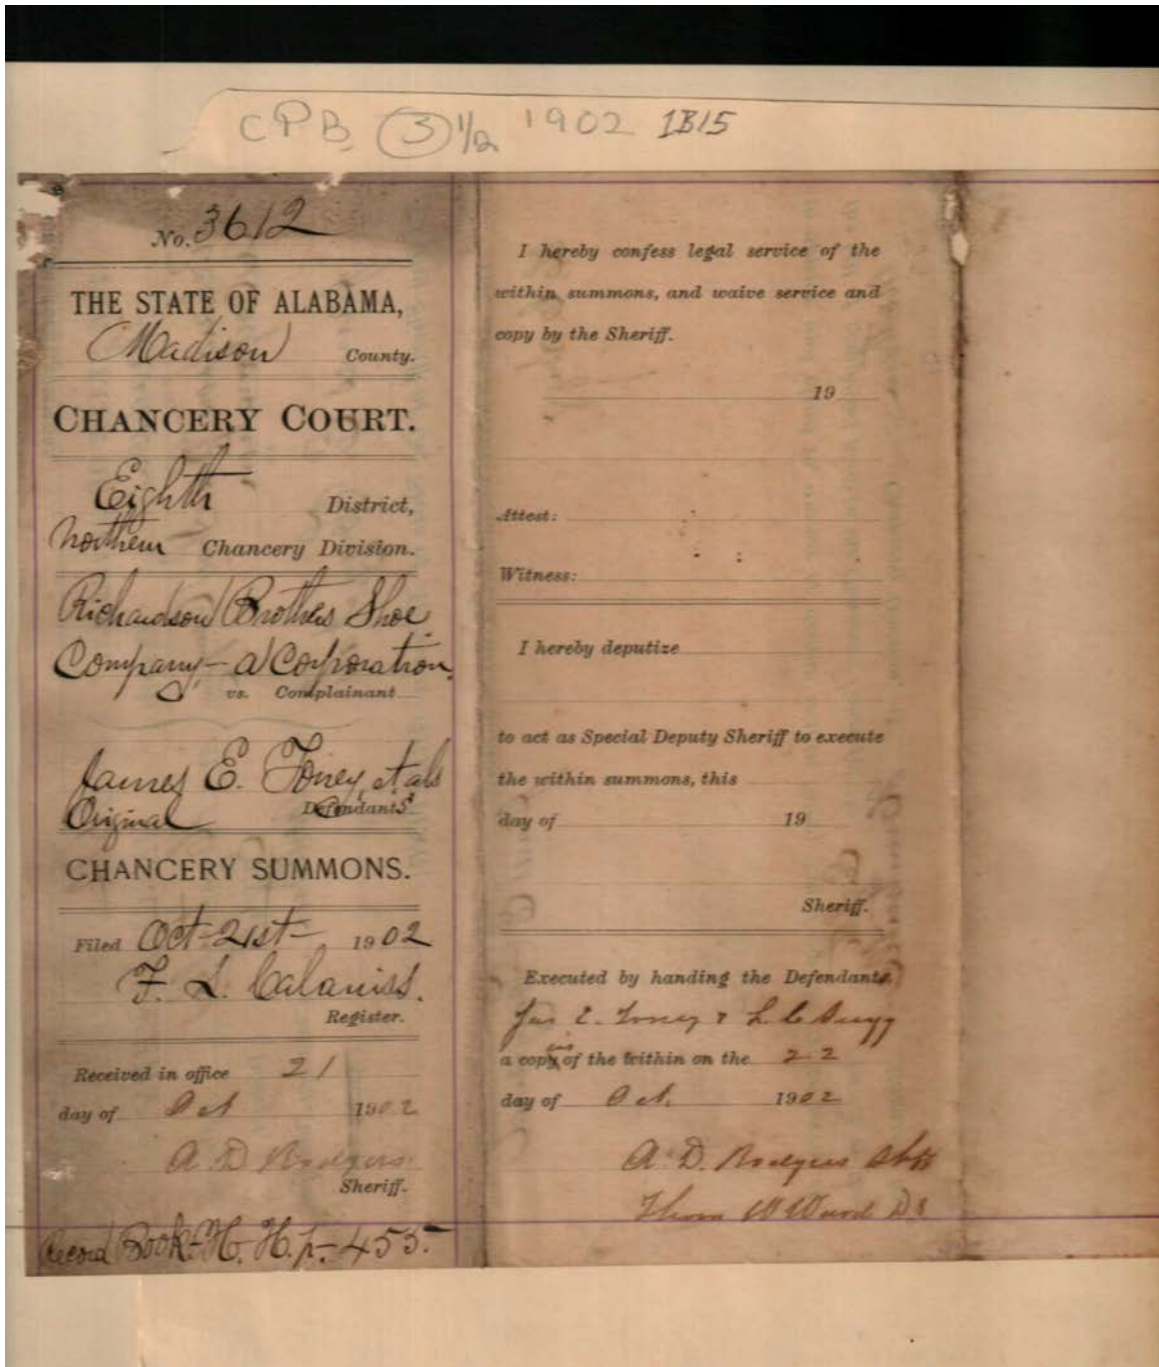 CPB 3 1/2 1902 1B15
No. 3612
THE STATE OF ALABAMA,
Madison County.
CHANCERY COURT.
Eighth District,
Northern Chancery Division.
Richardson Brothers Shoe
Company,- a Corporation,
vs. Complainant
James E. Toney, et als
Original Defendants.
CHANCERY SUMMONS.
Filed Oct-21st- 1902
F. L.
Register.
Received in office 21
day of Oct 1902
A. D. Rodgers
Sheriff.
Record Book- H. H. p.- 455.-
I hereby confess legal service of the
within summons, and waive service and
copy by the Sheriff.
19
Attest:
Witness:
I hereby deputize
to act as Special Deputy Sheriff to execute
the within summons, this
day of 19
Sheriff.
Executed by handing the Defendants
Jas E. Toney & L C
a copy of the within on the 22
day of Oct. 1902
A. D. Rodgers Shff
W Ward DS